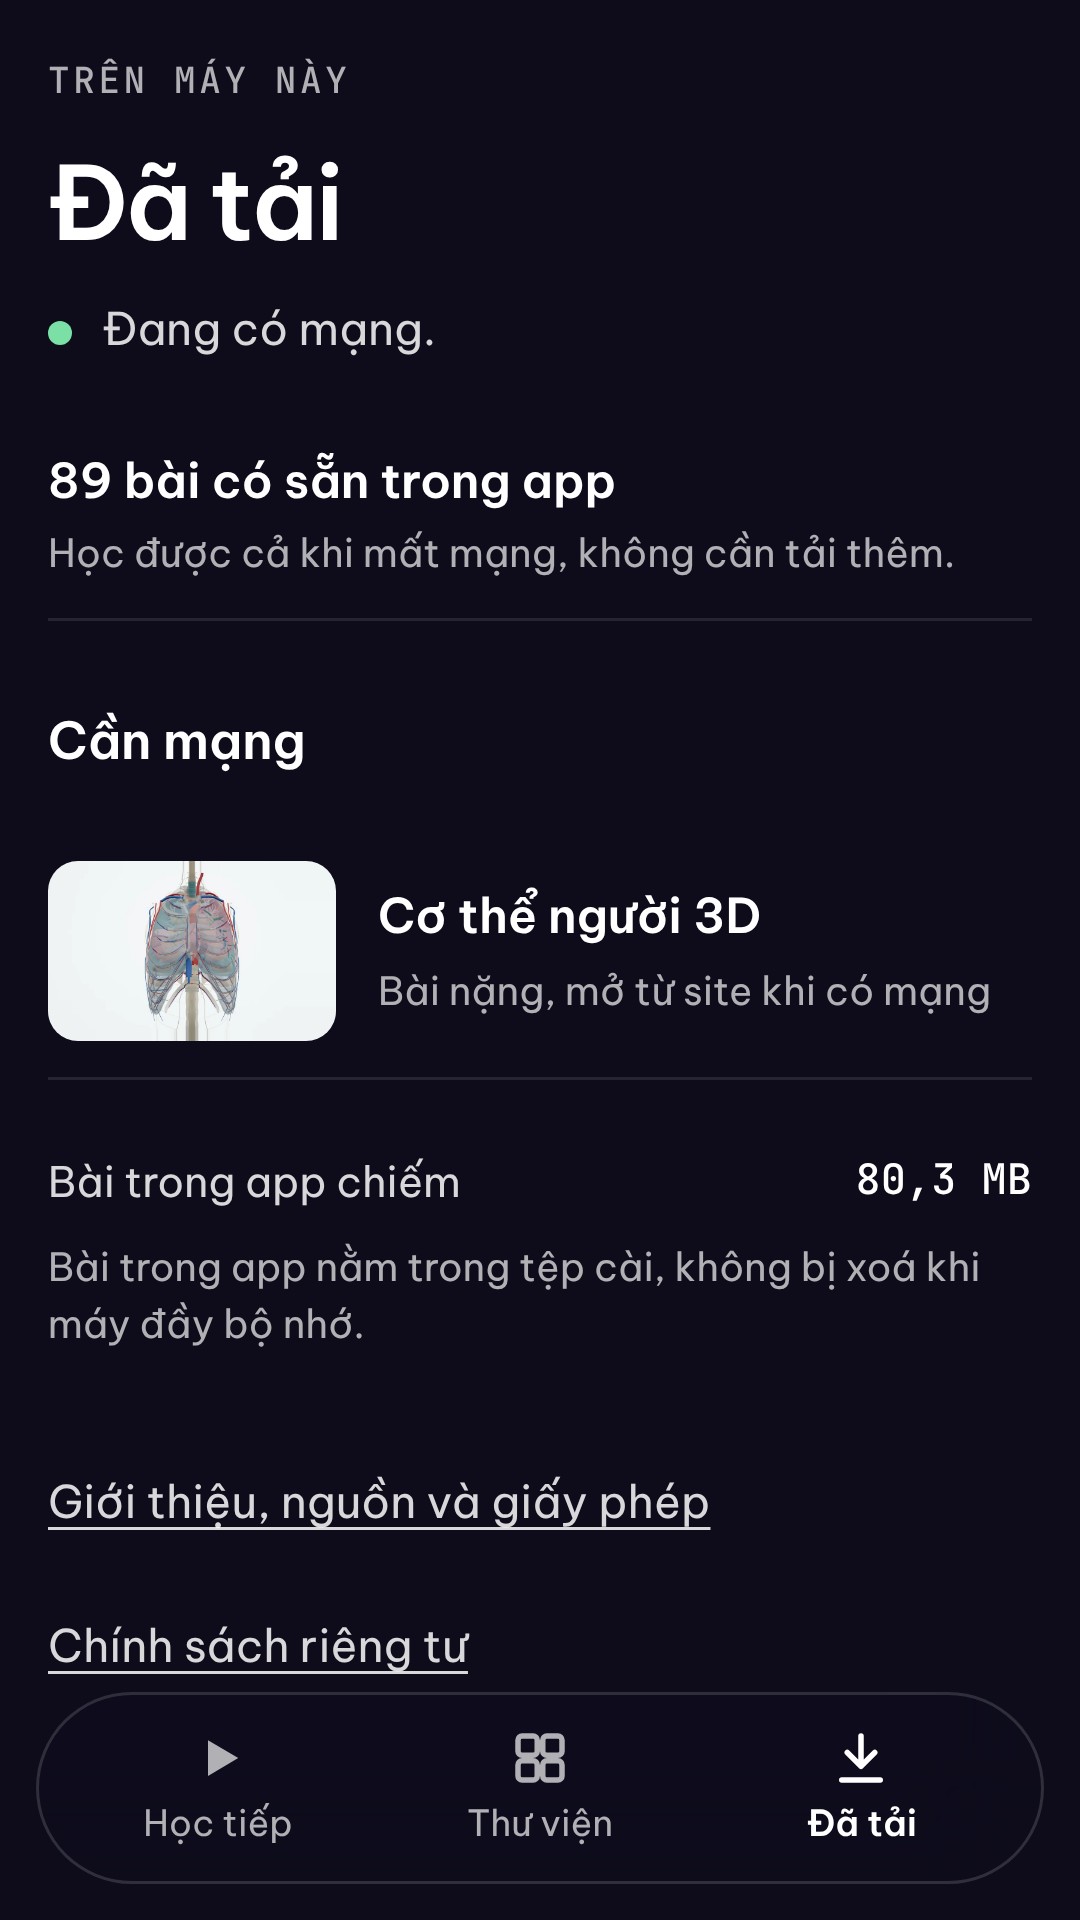 TRÊN MÁY NÀY
Đã tải
Đang có mạng.
89 bài có sẵn trong app
Học được cả khi mất mạng, không cần tải thêm.
Cần mạng
Cơ thể người 3D
Bài nặng, mở từ site khi có mạng
Bài trong app chiếm 80,3 MB
Bài trong app nằm trong tệp cài, không bị xoá khi
máy đầy bộ nhớ.
Giới thiệu, nguồn và giấy phép
Chính sách riêng tư
Học tiếp Thư viện Đã tải